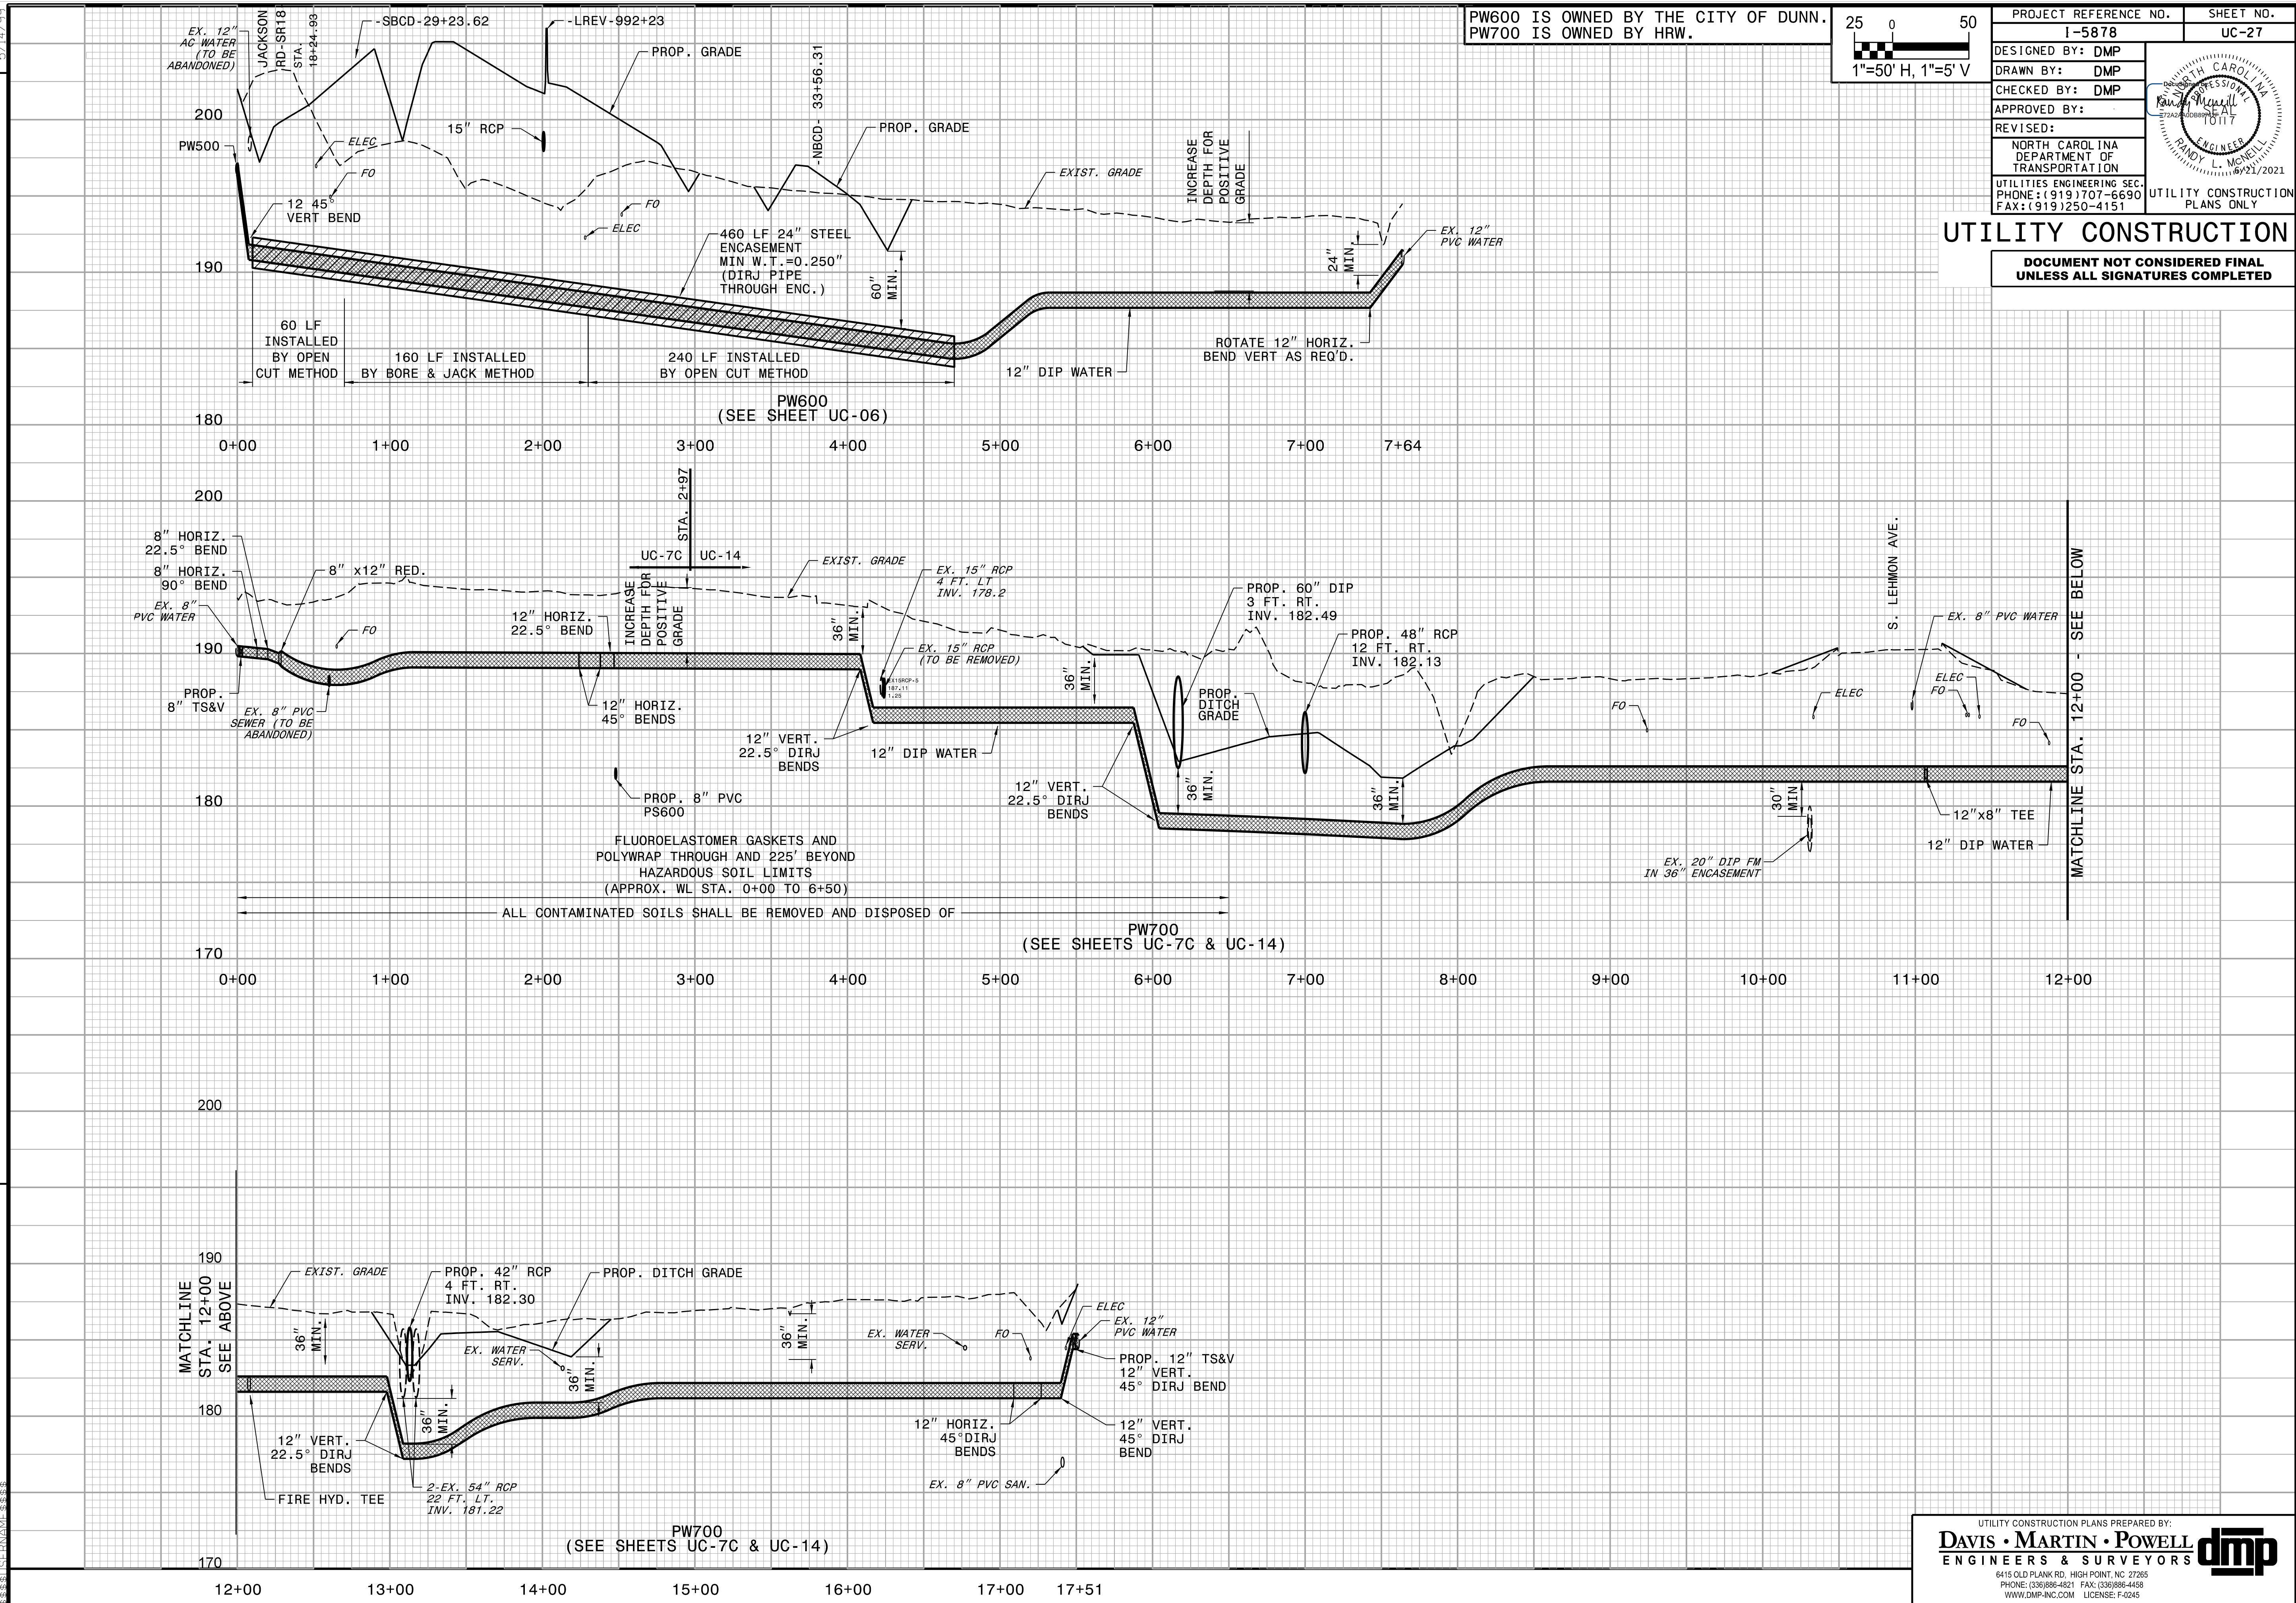 PW600 IS OWNED BY THE CITY OF DUNN.
PW700 IS OWNED BY HRW.
25 0 50
1"=50' H, 1"=5' V
PROJECT REFERENCE NO.
SHEET NO.
I-5878
UC-27
DESIGNED BY: DMP
DRAWN BY: DMP
CHECKED BY: DMP
APPROVED BY:
REVISED:
NORTH CAROLINA
DEPARTMENT OF
TRANSPORTATION
UTILITIES ENGINEERING SEC.
PHONE:(919)707-6690
FAX:(919)250-4151
NORTH CAROLINA
PROFESSIONAL
SEAL
10117
ENGINEER
RANDY L. McNEILL
Randy Mcneill
6/21/2021
UTILITY CONSTRUCTION
PLANS ONLY
UTILITY CONSTRUCTION
DOCUMENT NOT CONSIDERED FINAL
UNLESS ALL SIGNATURES COMPLETED
EX. 12"
AC WATER
(TO BE
ABANDONED)
JACKSON
RD-SR18
STA.
18+24.93
-SBCD-29+23.62
-LREV-992+23
PROP. GRADE
15" RCP
-NBCD- 33+56.31
PROP. GRADE
EXIST. GRADE
INCREASE
DEPTH FOR
POSITIVE
GRADE
PW500
ELEC
FO
12 45°
VERT BEND
FO
ELEC
460 LF 24" STEEL
ENCASEMENT
MIN W.T.=0.250"
(DIRJ PIPE
THROUGH ENC.)
60"
MIN.
24"
MIN.
EX. 12"
PVC WATER
60 LF
INSTALLED
BY OPEN
CUT METHOD
160 LF INSTALLED
BY BORE & JACK METHOD
240 LF INSTALLED
BY OPEN CUT METHOD
12" DIP WATER
ROTATE 12" HORIZ.
BEND VERT AS REQ'D.
PW600
(SEE SHEET UC-06)
200
190
180
0+00 1+00 2+00 3+00 4+00 5+00 6+00 7+00 7+64
200
190
180
170
8" HORIZ.
22.5° BEND
8" HORIZ.
90° BEND
EX. 8"
PVC WATER
8" x12" RED.
FO
PROP.
8" TS&V
EX. 8" PVC
SEWER (TO BE
ABANDONED)
12" HORIZ.
22.5° BEND
12" HORIZ.
45° BENDS
PROP. 8" PVC
PS600
STA. 2+97
UC-7C UC-14
INCREASE
DEPTH FOR
POSITIVE
GRADE
EXIST. GRADE
36"
MIN.
EX. 15" RCP
4 FT. LT
INV. 178.2
EX. 15" RCP
(TO BE REMOVED)
EX15RCP-5
187.11
1.25
12" VERT.
22.5° DIRJ
BENDS
12" DIP WATER
36"
MIN.
PROP. 60" DIP
3 FT. RT.
INV. 182.49
PROP. 48" RCP
12 FT. RT.
INV. 182.13
PROP.
DITCH
GRADE
12" VERT.
22.5° DIRJ
BENDS
36"
MIN.
36"
MIN.
FO
ELEC
30"
MIN
EX. 20" DIP FM
IN 36" ENCASEMENT
S. LEHMON AVE.
EX. 8" PVC WATER
ELEC
FO
FO
12"x8" TEE
12" DIP WATER
MATCHLINE STA. 12+00 - SEE BELOW
FLUOROELASTOMER GASKETS AND
POLYWRAP THROUGH AND 225' BEYOND
HAZARDOUS SOIL LIMITS
(APPROX. WL STA. 0+00 TO 6+50)
ALL CONTAMINATED SOILS SHALL BE REMOVED AND DISPOSED OF
PW700
(SEE SHEETS UC-7C & UC-14)
0+00 1+00 2+00 3+00 4+00 5+00 6+00 7+00 8+00 9+00 10+00 11+00 12+00
200
190
180
170
MATCHLINE
STA. 12+00
SEE ABOVE
EXIST. GRADE
36"
MIN.
PROP. 42" RCP
4 FT. RT.
INV. 182.30
PROP. DITCH GRADE
EX. WATER
SERV.
36"
MIN.
36"
MIN.
36"
MIN.
EX. WATER
SERV.
FO
ELEC
EX. 12"
PVC WATER
PROP. 12" TS&V
12" VERT.
45° DIRJ BEND
12" VERT.
22.5° DIRJ
BENDS
FIRE HYD. TEE
2-EX. 54" RCP
22 FT. LT.
INV. 181.22
12" HORIZ.
45°DIRJ
BENDS
12" VERT.
45° DIRJ
BEND
EX. 8" PVC SAN.
PW700
(SEE SHEETS UC-7C & UC-14)
12+00 13+00 14+00 15+00 16+00 17+00 17+51
UTILITY CONSTRUCTION PLANS PREPARED BY:
DAVIS • MARTIN • POWELL
ENGINEERS & SURVEYORS
dmp
6415 OLD PLANK RD, HIGH POINT, NC 27265
PHONE: (336)886-4821 FAX: (336)886-4458
WWW.DMP-INC.COM LICENSE: F-0245